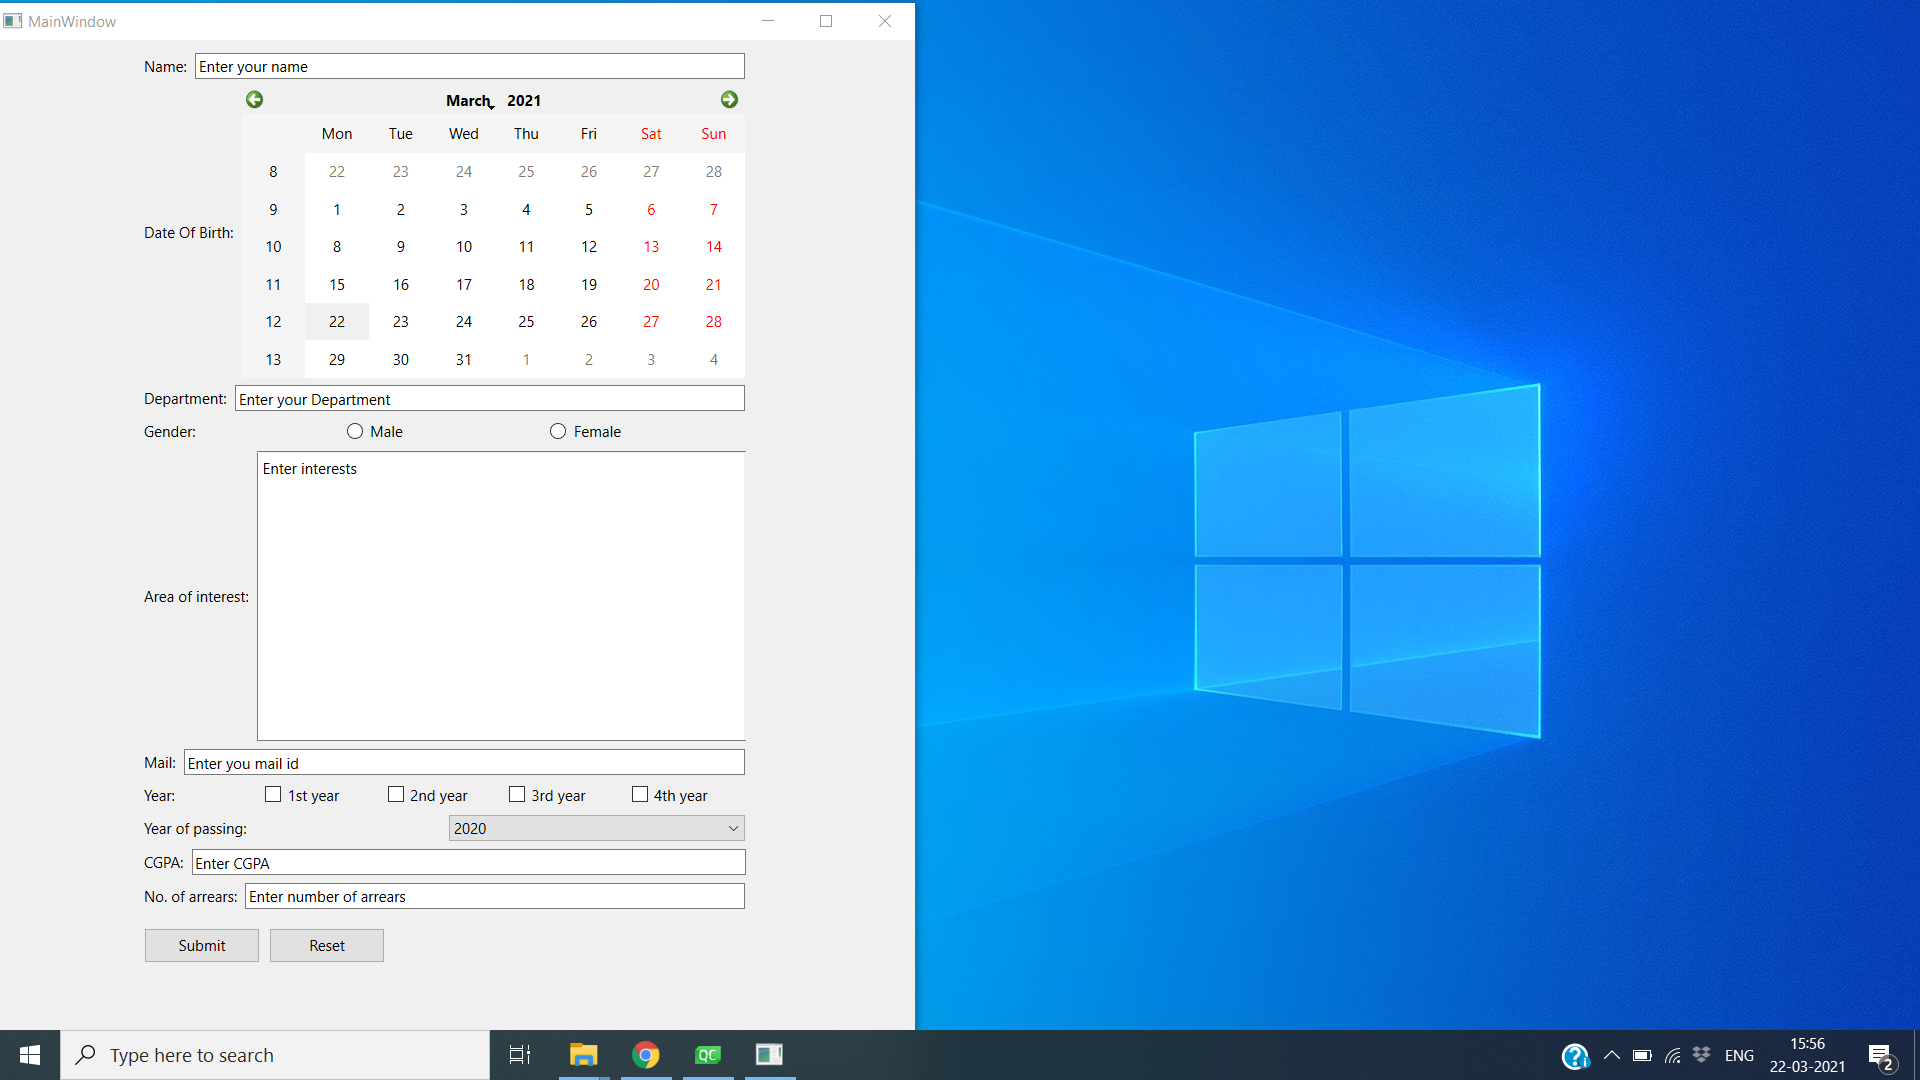 MainWindow
Name: Enter your name
March, 2021
Mon Tue Wed Thu Fri Sat Sun
8 22 23 24 25 26 27 28
9 1 2 3 4 5 6 7
10 8 9 10 11 12 13 14
11 15 16 17 18 19 20 21
12 22 23 24 25 26 27 28
13 29 30 31 1 2 3 4
Date Of Birth:
Department: Enter your Department
Gender: Male Female
Enter interests
Area of interest:
Mail: Enter you mail id
Year: 1st year 2nd year 3rd year 4th year
Year of passing: 2020
CGPA: Enter CGPA
No. of arrears: Enter number of arrears
Submit Reset
Type here to search
QC
ENG
15:56
22-03-2021
2